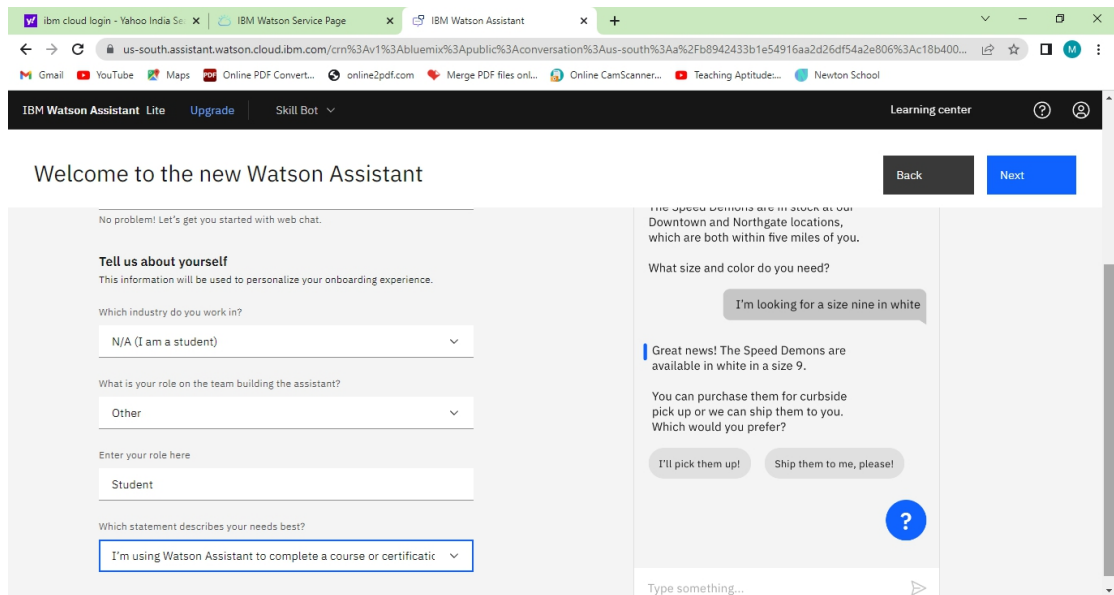 ibm cloud login - Yahoo India Se
IBM Watson Service Page
IBM Watson Assistant
us-south.assistant.watson.cloud.ibm.com/crn%3Av1%3Abluemix%3Apublic%3Aconversation%3Aus-south%3Aa%2Fb8942433b1e54916aa2d26df54a2e806%3Ac18b400...
M
Gmail
YouTube
Maps
PDF
Online PDF Convert...
online2pdf.com
Merge PDF files onl...
Online CamScanner...
Teaching Aptitude:...
Newton School
IBM Watson Assistant Lite
Upgrade
Skill Bot
Learning center
Welcome to the new Watson Assistant
Back
Next
No problem! Let's get you started with web chat.
Tell us about yourself
This information will be used to personalize your onboarding experience.
Which industry do you work in?
N/A (I am a student)
What is your role on the team building the assistant?
Other
Enter your role here
Student
Which statement describes your needs best?
I'm using Watson Assistant to complete a course or certificatic
The Speed Demons are in stock at our
Downtown and Northgate locations,
which are both within five miles of you.
What size and color do you need?
I'm looking for a size nine in white
Great news! The Speed Demons are
available in white in a size 9.
You can purchase them for curbside
pick up or we can ship them to you.
Which would you prefer?
I'll pick them up!
Ship them to me, please!
?
Type something...